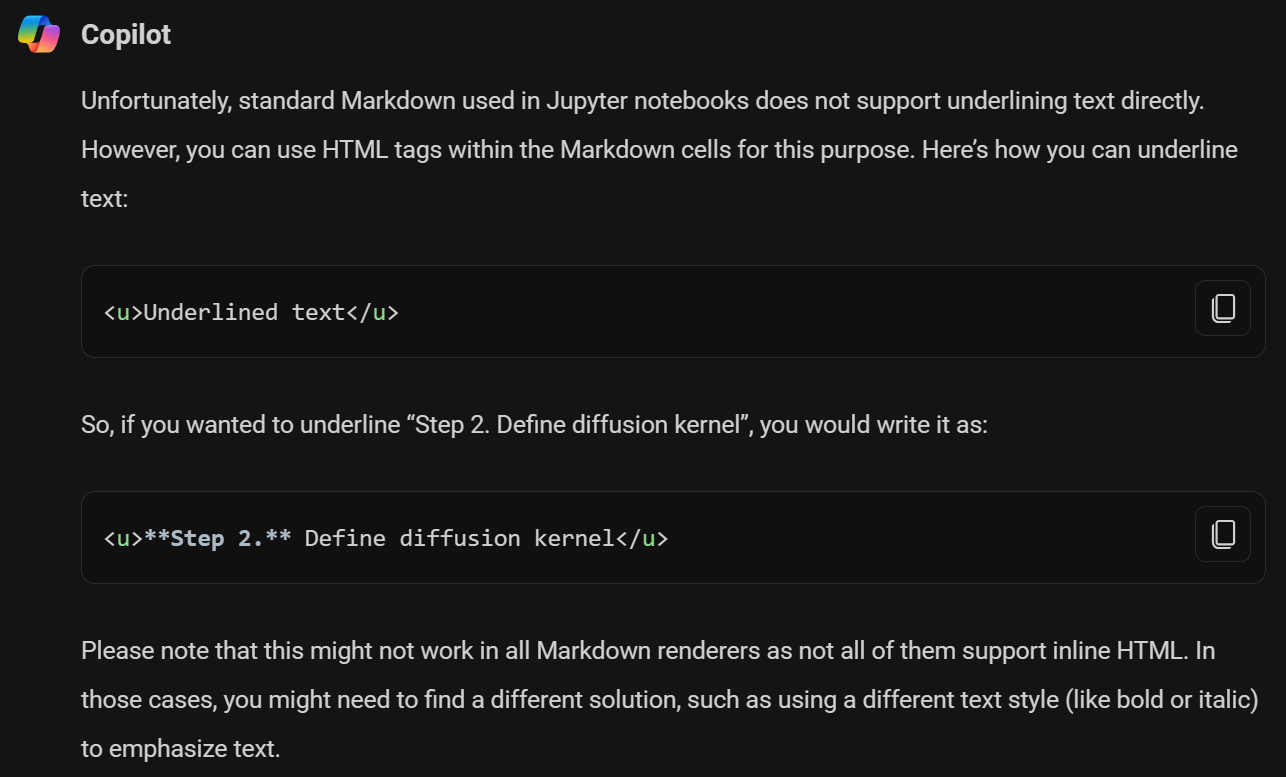 Copilot
Unfortunately, standard Markdown used in Jupyter notebooks does not support underlining text directly.
However, you can use HTML tags within the Markdown cells for this purpose. Here’s how you can underline
text:
<u>Underlined text</u>
So, if you wanted to underline “Step 2. Define diffusion kernel”, you would write it as:
<u>**Step 2.** Define diffusion kernel</u>
Please note that this might not work in all Markdown renderers as not all of them support inline HTML. In
those cases, you might need to find a different solution, such as using a different text style (like bold or italic)
to emphasize text.